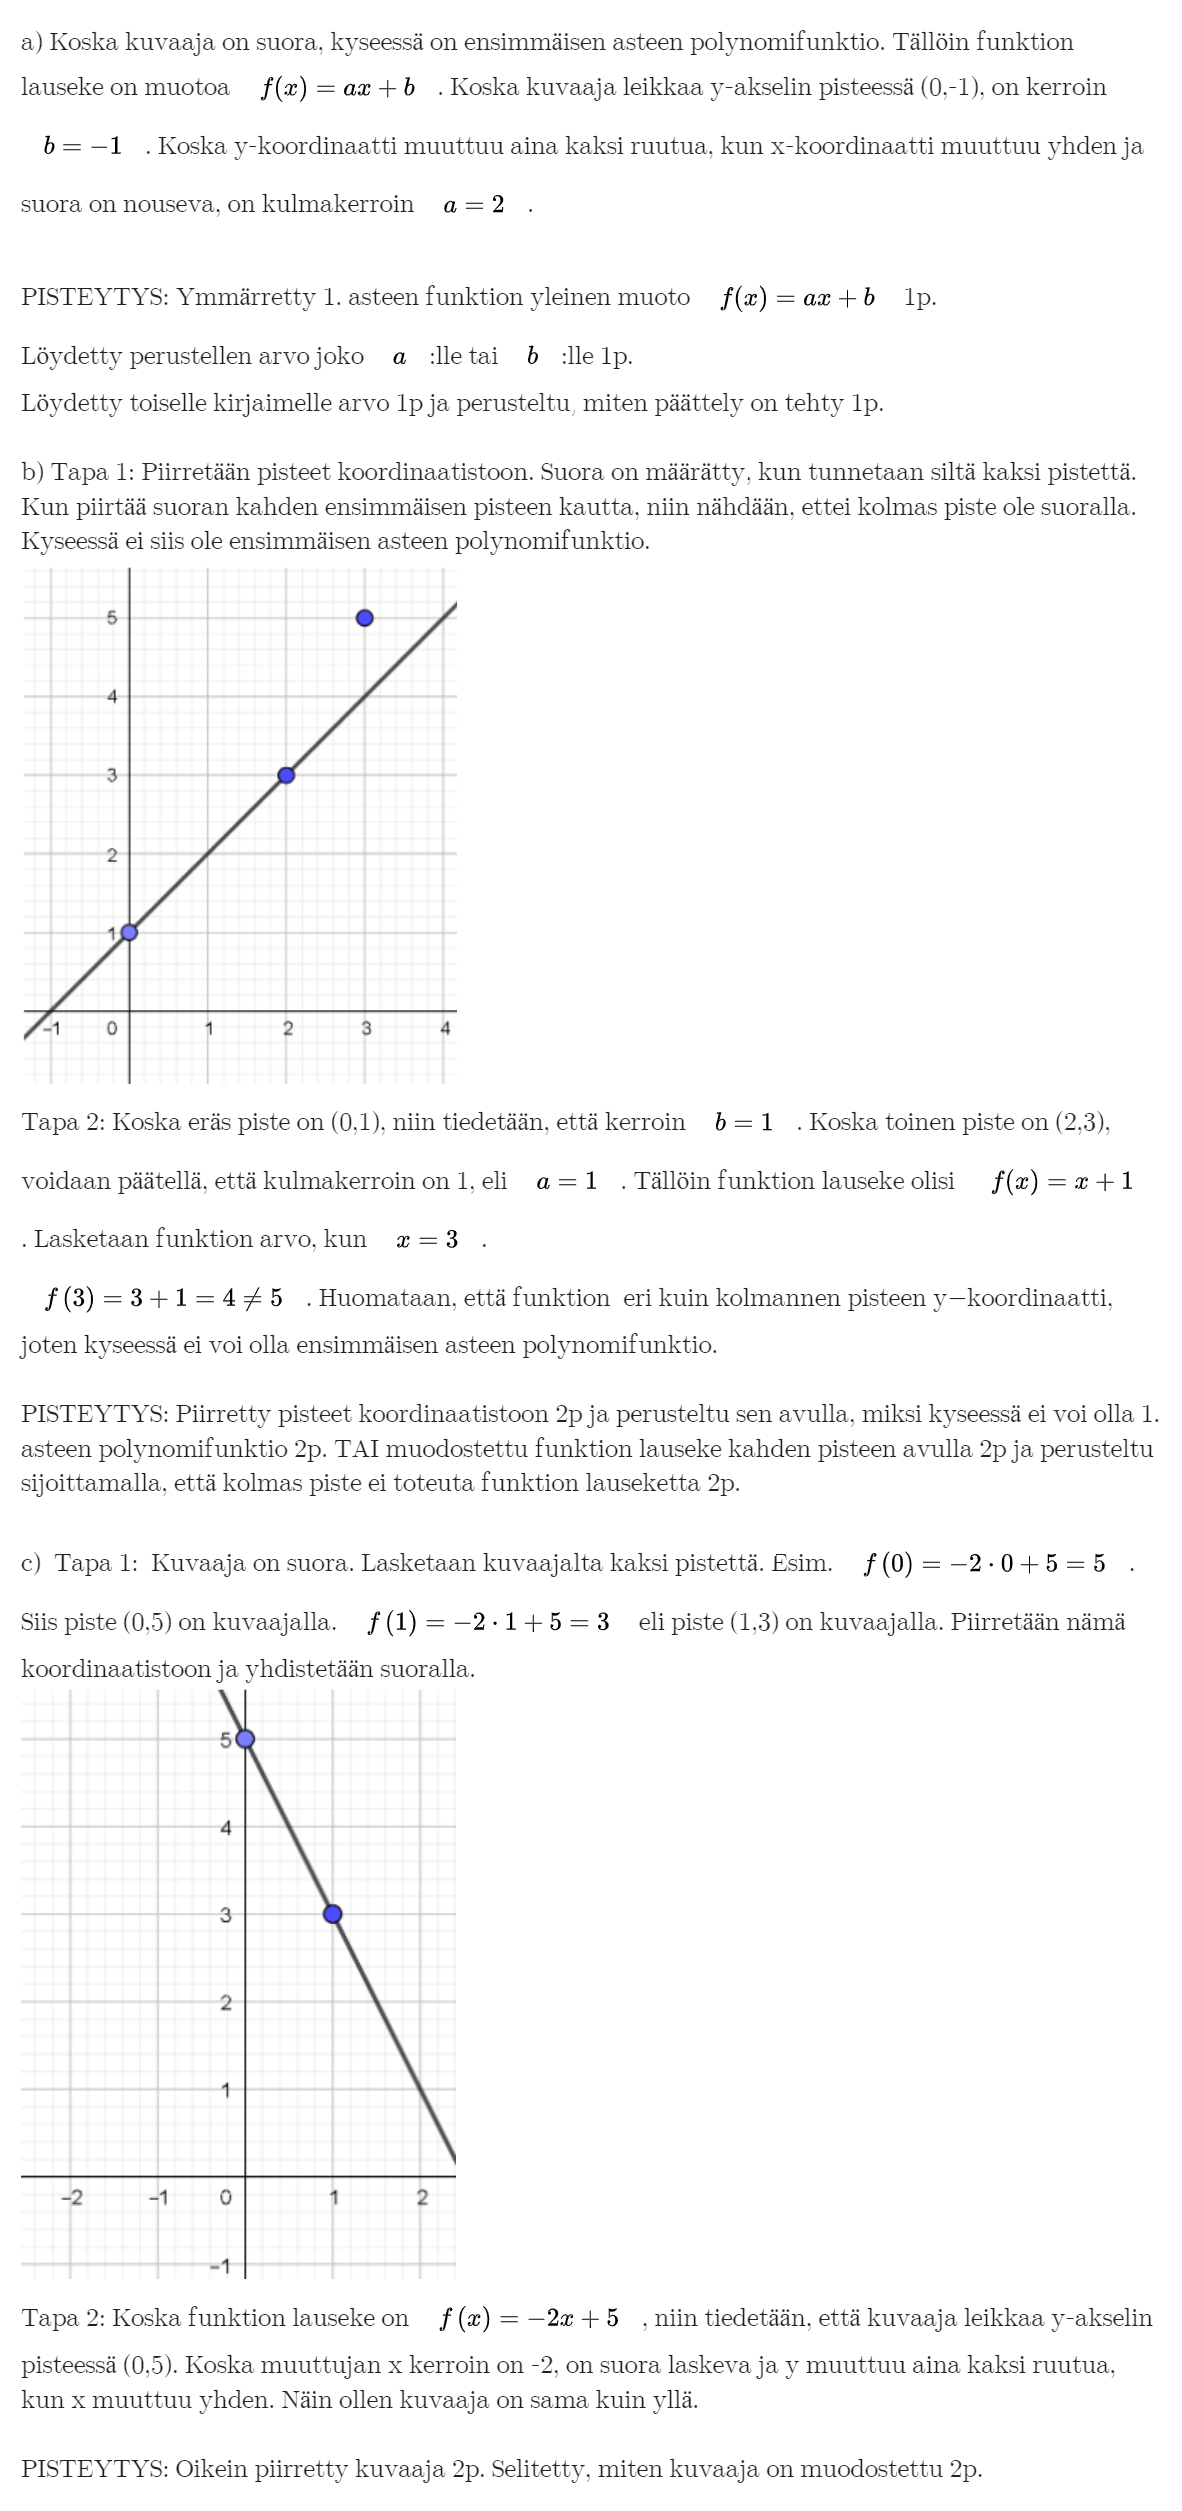 a) Koska kuvaaja on suora, kyseessä on ensimmäisen asteen polynomifunktio. Tällöin funktion
lauseke on muotoa f(x) = ax + b . Koska kuvaaja leikkaa y-akselin pisteessä (0,-1), on kerroin
b = −1 . Koska y-koordinaatti muuttuu aina kaksi ruutua, kun x-koordinaatti muuttuu yhden ja
suora on nouseva, on kulmakerroin a = 2 .
PISTEYTYS: Ymmärretty 1. asteen funktion yleinen muoto f(x) = ax + b 1p.
Löydetty perustellen arvo joko a :lle tai b :lle 1p.
Löydetty toiselle kirjaimelle arvo 1p ja perusteltu, miten päättely on tehty 1p.
b) Tapa 1: Piirretään pisteet koordinaatistoon. Suora on määrätty, kun tunnetaan siltä kaksi pistettä.
Kun piirtää suoran kahden ensimmäisen pisteen kautta, niin nähdään, ettei kolmas piste ole suoralla.
Kyseessä ei siis ole ensimmäisen asteen polynomifunktio.
5
4
3
2
1
−1 0 1 2 3 4
Tapa 2: Koska eräs piste on (0,1), niin tiedetään, että kerroin b = 1 . Koska toinen piste on (2,3),
voidaan päätellä, että kulmakerroin on 1, eli a = 1 . Tällöin funktion lauseke olisi f(x) = x + 1
. Lasketaan funktion arvo, kun x = 3 .
f (3) = 3 + 1 = 4 ≠ 5 . Huomataan, että funktion eri kuin kolmannen pisteen y−koordinaatti,
joten kyseessä ei voi olla ensimmäisen asteen polynomifunktio.
PISTEYTYS: Piirretty pisteet koordinaatistoon 2p ja perusteltu sen avulla, miksi kyseessä ei voi olla 1.
asteen polynomifunktio 2p. TAI muodostettu funktion lauseke kahden pisteen avulla 2p ja perusteltu
sijoittamalla, että kolmas piste ei toteuta funktion lauseketta 2p.
c) Tapa 1: Kuvaaja on suora. Lasketaan kuvaajalta kaksi pistettä. Esim. f (0) = −2 · 0 + 5 = 5 .
Siis piste (0,5) on kuvaajalla. f (1) = −2 · 1 + 5 = 3 eli piste (1,3) on kuvaajalla. Piirretään nämä
koordinaatistoon ja yhdistetään suoralla.
5
4
3
2
1
−2 −1 0 1 2
−1
Tapa 2: Koska funktion lauseke on f (x) = −2x + 5 , niin tiedetään, että kuvaaja leikkaa y-akselin
pisteessä (0,5). Koska muuttujan x kerroin on -2, on suora laskeva ja y muuttuu aina kaksi ruutua,
kun x muuttuu yhden. Näin ollen kuvaaja on sama kuin yllä.
PISTEYTYS: Oikein piirretty kuvaaja 2p. Selitetty, miten kuvaaja on muodostettu 2p.